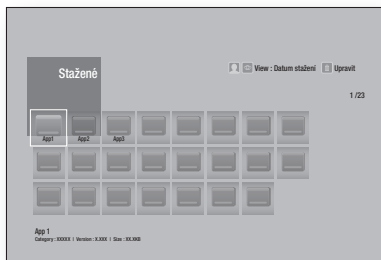 Stažené
View : Datum stažení Upravit
1 /23
App1 App2 App3
App 1
Category : XXXXX | Version : X.XXX | Size : XX.XKB